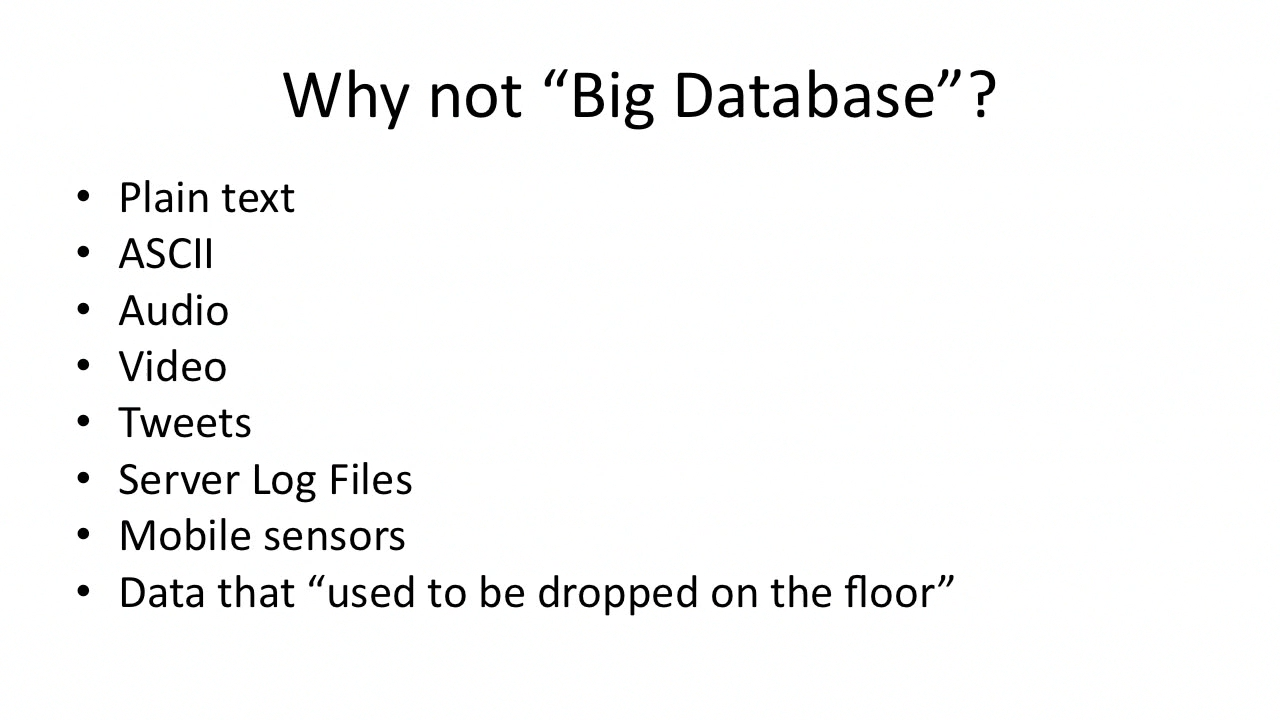 Why not “Big Database”?
• Plain text
• ASCII
• Audio
• Video
• Tweets
• Server Log Files
• Mobile sensors
• Data that “used to be dropped on the floor”